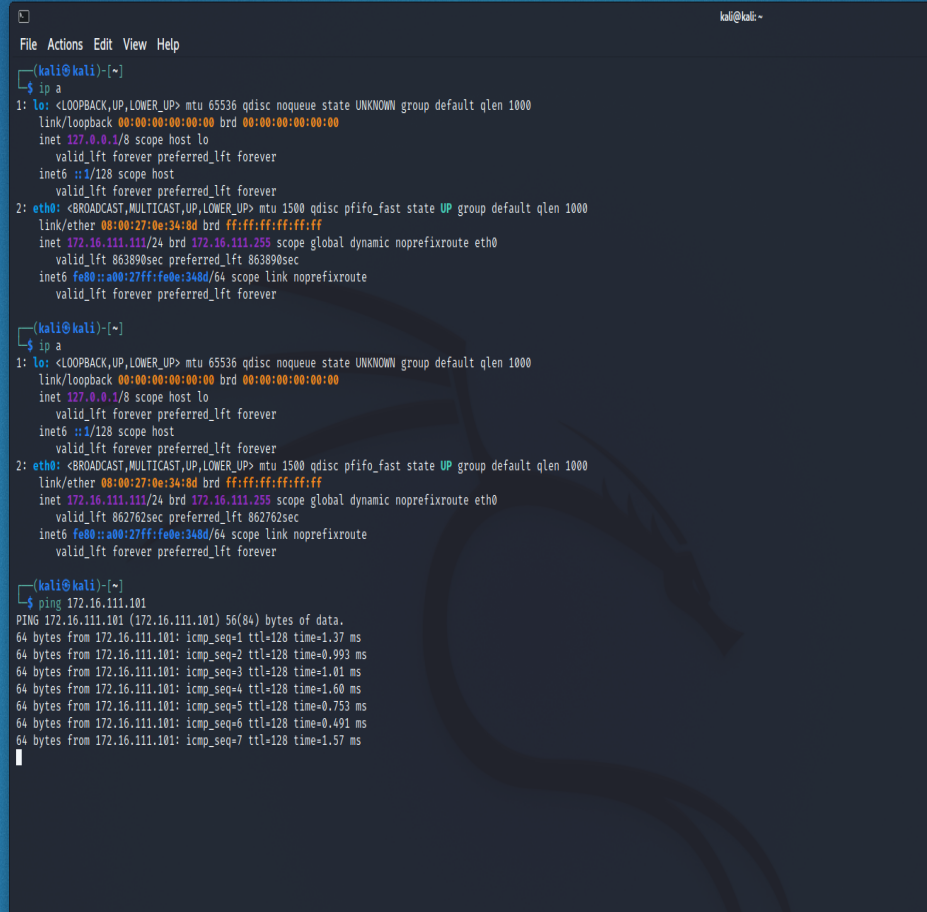 kali@kali: ~
File Actions Edit View Help
┌──(kali㉿kali)-[~]
└─$ ip a
1: lo: <LOOPBACK,UP,LOWER_UP> mtu 65536 qdisc noqueue state UNKNOWN group default qlen 1000
    link/loopback 00:00:00:00:00:00 brd 00:00:00:00:00:00
    inet 127.0.0.1/8 scope host lo
       valid_lft forever preferred_lft forever
    inet6 ::1/128 scope host
       valid_lft forever preferred_lft forever
2: eth0: <BROADCAST,MULTICAST,UP,LOWER_UP> mtu 1500 qdisc pfifo_fast state UP group default qlen 1000
    link/ether 08:00:27:0e:34:8d brd ff:ff:ff:ff:ff:ff
    inet 172.16.111.111/24 brd 172.16.111.255 scope global dynamic noprefixroute eth0
       valid_lft 863890sec preferred_lft 863890sec
    inet6 fe80::a00:27ff:fe0e:348d/64 scope link noprefixroute
       valid_lft forever preferred_lft forever
┌──(kali㉿kali)-[~]
└─$ ip a
1: lo: <LOOPBACK,UP,LOWER_UP> mtu 65536 qdisc noqueue state UNKNOWN group default qlen 1000
    link/loopback 00:00:00:00:00:00 brd 00:00:00:00:00:00
    inet 127.0.0.1/8 scope host lo
       valid_lft forever preferred_lft forever
    inet6 ::1/128 scope host
       valid_lft forever preferred_lft forever
2: eth0: <BROADCAST,MULTICAST,UP,LOWER_UP> mtu 1500 qdisc pfifo_fast state UP group default qlen 1000
    link/ether 08:00:27:0e:34:8d brd ff:ff:ff:ff:ff:ff
    inet 172.16.111.111/24 brd 172.16.111.255 scope global dynamic noprefixroute eth0
       valid_lft 862762sec preferred_lft 862762sec
    inet6 fe80::a00:27ff:fe0e:348d/64 scope link noprefixroute
       valid_lft forever preferred_lft forever
┌──(kali㉿kali)-[~]
└─$ ping 172.16.111.101
PING 172.16.111.101 (172.16.111.101) 56(84) bytes of data.
64 bytes from 172.16.111.101: icmp_seq=1 ttl=128 time=1.37 ms
64 bytes from 172.16.111.101: icmp_seq=2 ttl=128 time=0.993 ms
64 bytes from 172.16.111.101: icmp_seq=3 ttl=128 time=1.01 ms
64 bytes from 172.16.111.101: icmp_seq=4 ttl=128 time=1.60 ms
64 bytes from 172.16.111.101: icmp_seq=5 ttl=128 time=0.753 ms
64 bytes from 172.16.111.101: icmp_seq=6 ttl=128 time=0.491 ms
64 bytes from 172.16.111.101: icmp_seq=7 ttl=128 time=1.57 ms